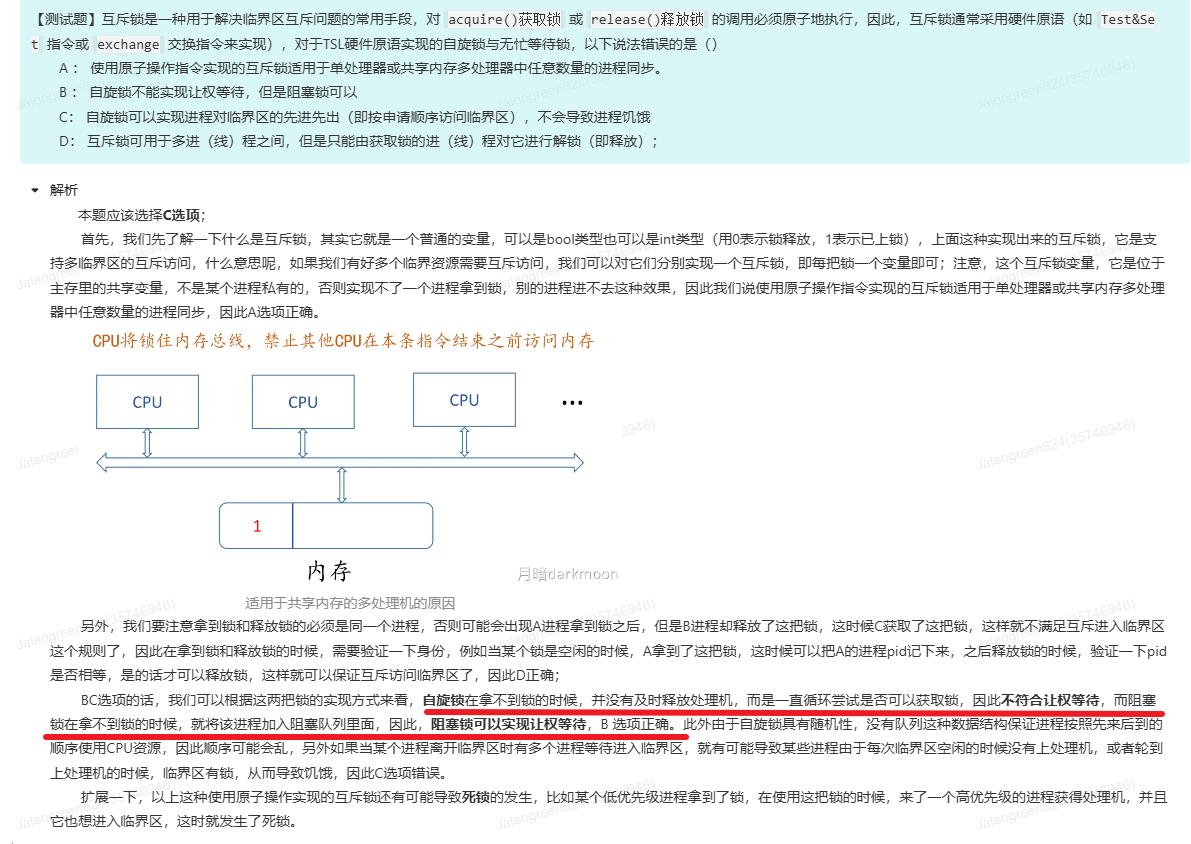 【测试题】互斥锁是一种用于解决临界区互斥问题的常用手段，对 acquire()获取锁 或 release()释放锁 的调用必须原子地执行，因此，互斥锁通常采用硬件原语（如 Test&Se
t 指令或 exchange 交换指令来实现），对于TSL硬件原语实现的自旋锁与无忙等待锁，以下说法错误的是（）
A： 使用原子操作指令实现的互斥锁适用于单处理器或共享内存多处理器中任意数量的进程同步。
B： 自旋锁不能实现让权等待，但是阻塞锁可以
C： 自旋锁可以实现进程对临界区的先进先出（即按申请顺序访问临界区），不会导致进程饥饿
D： 互斥锁可用于多进（线）程之间，但是只能由获取锁的进（线）程对它进行解锁（即释放）；
解析
本题应该选择C选项；
首先，我们先了解一下什么是互斥锁，其实它就是一个普通的变量，可以是bool类型也可以是int类型（用0表示锁释放，1表示已上锁），上面这种实现出来的互斥锁，它是支
持多临界区的互斥访问，什么意思呢，如果我们有好多个临界资源需要互斥访问，我们可以对它们分别实现一个互斥锁，即每把锁一个变量即可；注意，这个互斥锁变量，它是位于
主存里的共享变量，不是某个进程私有的，否则实现不了一个进程拿到锁，别的进程进不去这种效果，因此我们说使用原子操作指令实现的互斥锁适用于单处理器或共享内存多处理
器中任意数量的进程同步，因此A选项正确。
CPU将锁住内存总线，禁止其他CPU在本条指令结束之前访问内存
CPU CPU CPU ...
1
内存
月暗darkmoon
适用于共享内存的多处理机的原因
另外，我们要注意拿到锁和释放锁的必须是同一个进程，否则可能会出现A进程拿到锁之后，但是B进程却释放了这把锁，这时候C获取了这把锁，这样就不满足互斥进入临界区
这个规则了，因此在拿到锁和释放锁的时候，需要验证一下身份，例如当某个锁是空闲的时候，A拿到了这把锁，这时候可以把A的进程pid记下来，之后释放锁的时候，验证一下pid
是否相等，是的话才可以释放锁，这样就可以保证互斥访问临界区了，因此D正确；
BC选项的话，我们可以根据这两把锁的实现方式来看，自旋锁在拿不到锁的时候，并没有及时释放处理机，而是一直循环尝试是否可以获取锁，因此不符合让权等待，而阻塞
锁在拿不到锁的时候，就将该进程加入阻塞队列里面，因此，阻塞锁可以实现让权等待，B 选项正确。此外由于自旋锁具有随机性，没有队列这种数据结构保证进程按照先来后到的
顺序使用CPU资源，因此顺序可能会乱，另外如果当某个进程离开临界区时有多个进程等待进入临界区，就有可能导致某些进程由于每次临界区空闲的时候没有上处理机，或者轮到
上处理机的时候，临界区有锁，从而导致饥饿，因此C选项错误。
扩展一下，以上这种使用原子操作实现的互斥锁还有可能导致死锁的发生，比如某个低优先级进程拿到了锁，在使用这把锁的时候，来了一个高优先级的进程获得处理机，并且
它也想进入临界区，这时就发生了死锁。
Jalengreen824(35746946)